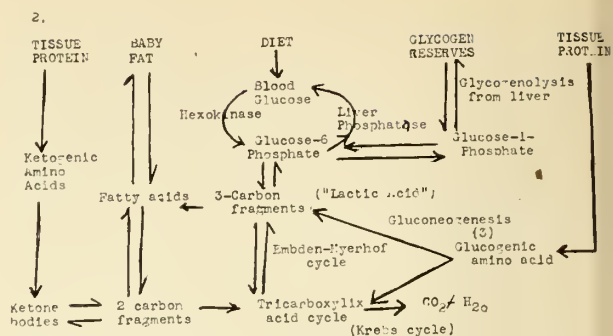 2.
TISSUE PROTEIN
BABY FAT
DIET
GLYCOGEN RESERVES
TISSUE PROTEIN
Blood Glucose
Glycogenolysis from liver
Hexokinase
Liver Phosphatase
Glucose-6 Phosphate
Glucose-1- Phosphate
Ketogenic Amino Acids
Fatty acids
3-Carbon fragments
("Lactic Acid")
Gluconeogenesis (3)
Glucogenic amino acid
Embden-Myerhof cycle
Ketone bodies
2 carbon fragments
Tricarboxylix acid cycle
CO2 + H2O
(Krebs cycle)